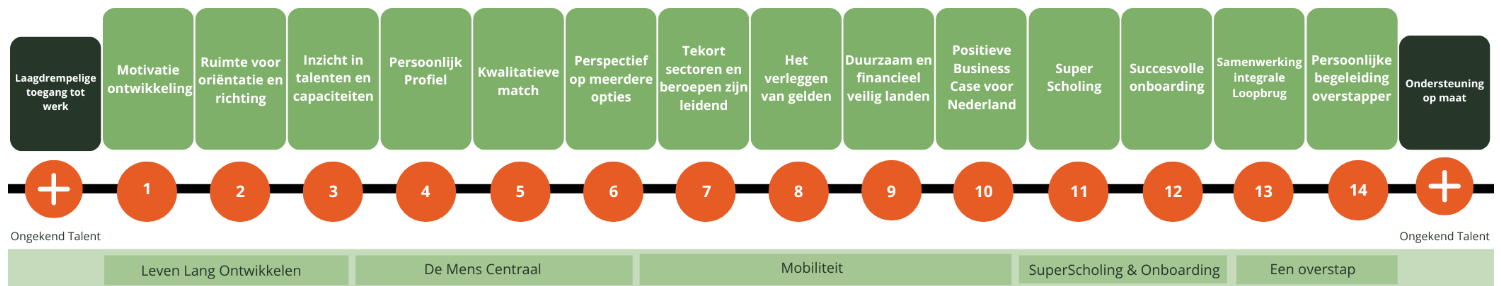 Laagdrempelige
toegang tot
werk
Motivatie
ontwikkeling
Ruimte voor
oriëntatie en
richting
Inzicht in
talenten en
capaciteiten
Persoonlijk
Profiel
Kwalitatieve
match
Perspectief
op meerdere
opties
Tekort
sectoren en
beroepen zijn
leidend
Het
verleggen
van gelden
Duurzaam en
financieel
veilig landen
Positieve
Business
Case voor
Nederland
Super
Scholing
Succesvolle
onboarding
Samenwerking
integrale
Loopbrug
Persoonlijke
begeleiding
overstapper
Ondersteuning
op maat
+
1
2
3
4
5
6
7
8
9
10
11
12
13
14
+
Ongekend Talent
Ongekend Talent
Leven Lang Ontwikkelen
De Mens Centraal
Mobiliteit
SuperScholing & Onboarding
Een overstap